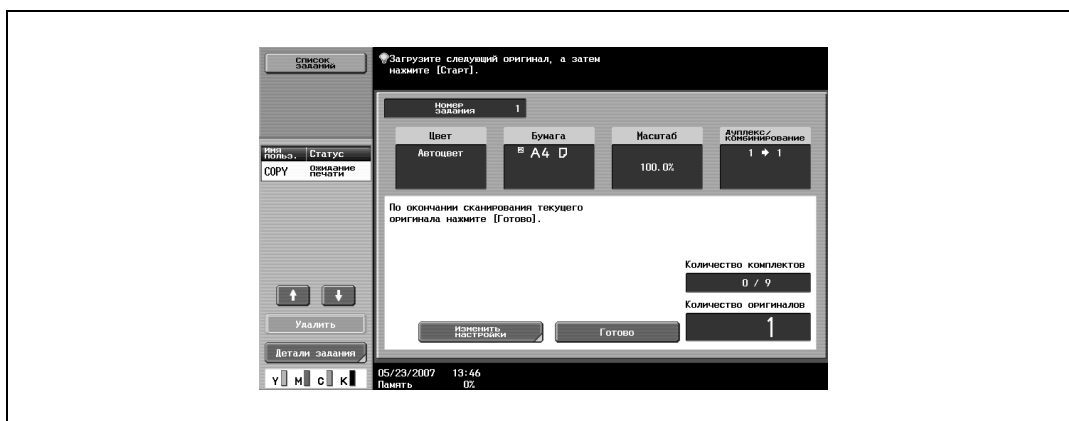 Список
заданий
Загрузите следующий оригинал, а затем
нажмите [Старт].
Номер
задания 1
Цвет Бумага Масштаб Дуплекс/
Комбинирование
Автоцвет A4 100.0% 1 1
Имя
польз. Статус
COPY Ожидание
печати
По окончании сканирования текущего
оригинала нажмите [Готово].
Количество комплектов
0 / 9
Количество оригиналов
1
Удалить
Изменить
настройки
Готово
Детали задания
Y M C K
05/23/2007 13:46
Память 0%